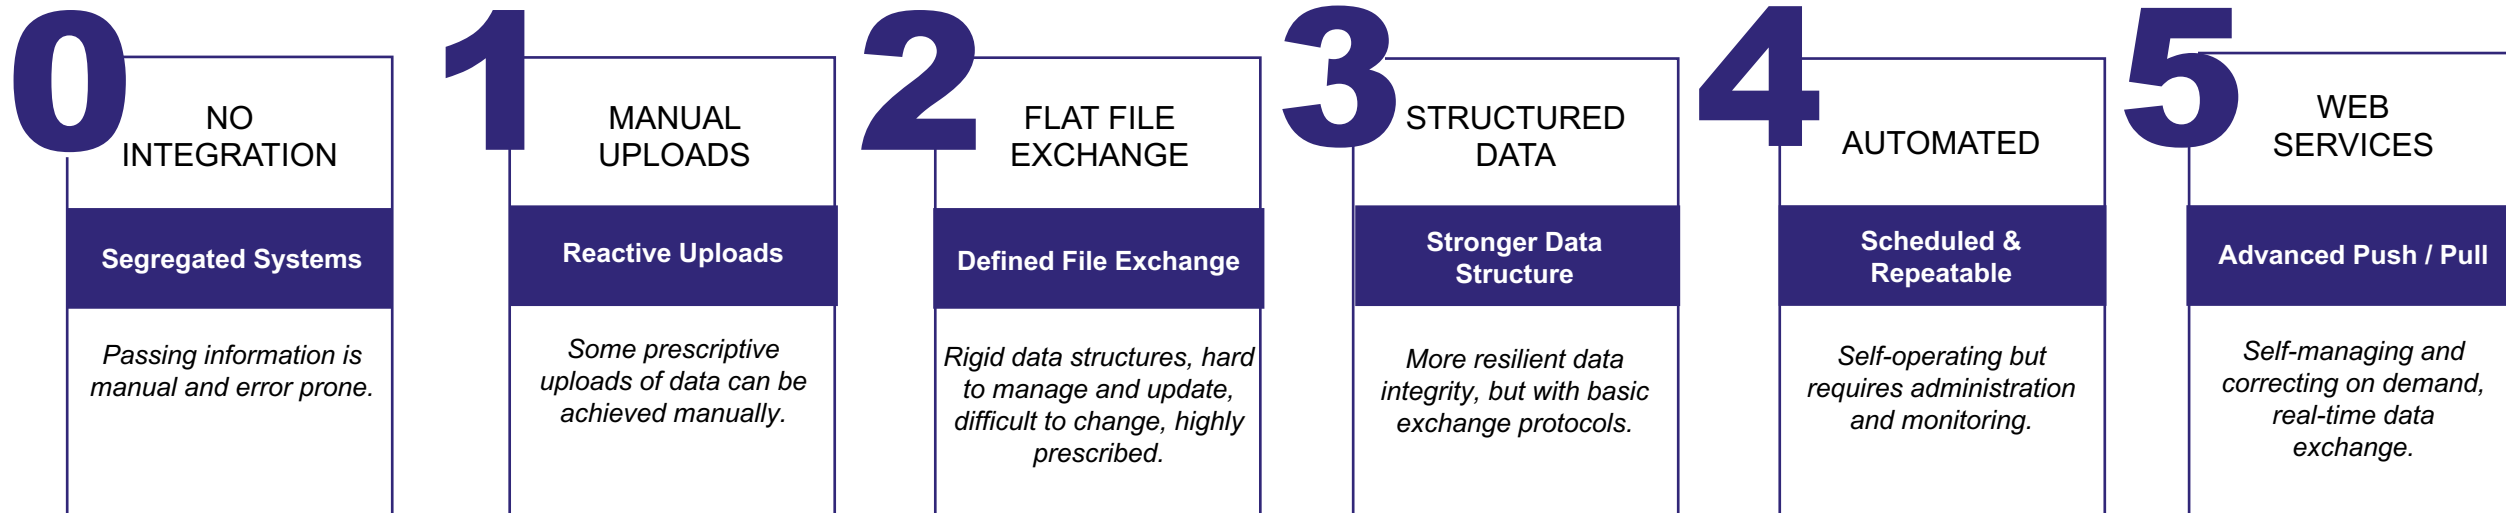 0
NO
INTEGRATION
Segregated Systems
Passing information is
manual and error prone.
1
MANUAL
UPLOADS
Reactive Uploads
Some prescriptive
uploads of data can be
achieved manually.
2
FLAT FILE
EXCHANGE
Defined File Exchange
Rigid data structures, hard
to manage and update,
difficult to change, highly
prescribed.
3
STRUCTURED
DATA
Stronger Data
Structure
More resilient data
integrity, but with basic
exchange protocols.
4
AUTOMATED
Scheduled &
Repeatable
Self-operating but
requires administration
and monitoring.
5
WEB
SERVICES
Advanced Push / Pull
Self-managing and
correcting on demand,
real-time data
exchange.